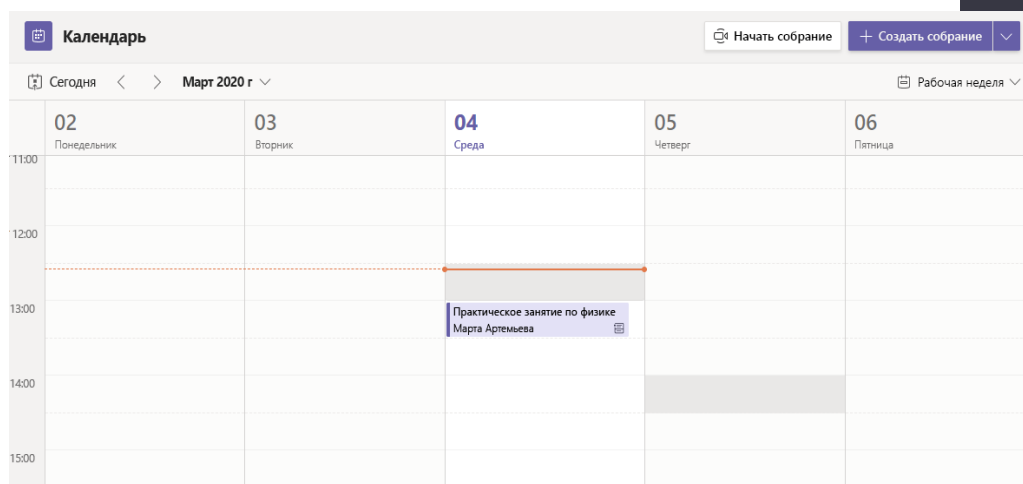 Календарь
Начать собрание
Создать собрание
Сегодня
Март 2020 г
Рабочая неделя
02
Понедельник
03
Вторник
04
Среда
05
Четверг
06
Пятница
11:00
12:00
13:00
Практическое занятие по физике
Марта Артемьева
14:00
15:00